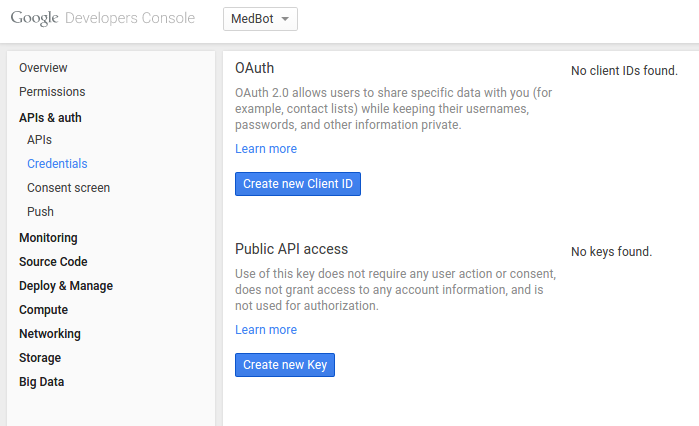 Google Developers Console MedBot
Overview
Permissions
APIs & auth
APIs
Credentials
Consent screen
Push
Monitoring
Source Code
Deploy & Manage
Compute
Networking
Storage
Big Data
OAuth
OAuth 2.0 allows users to share specific data with you (for
example, contact lists) while keeping their usernames,
passwords, and other information private.
Learn more
Create new Client ID
No client IDs found.
Public API access
Use of this key does not require any user action or consent,
does not grant access to any account information, and is
not used for authorization.
Learn more
Create new Key
No keys found.